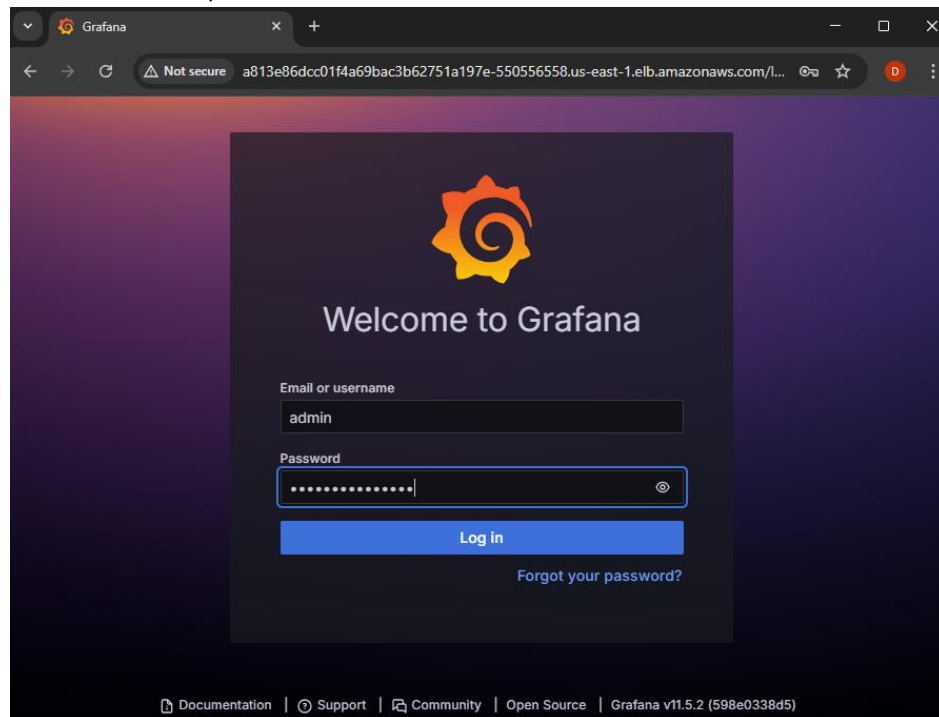 Grafana
Not secure a813e86dcc01f4a69bac3b62751a197e-550556558.us-east-1.elb.amazonaws.com/l...
D
Welcome to Grafana
Email or username
admin
Password
•••••••••••••••
Log in
Forgot your password?
Documentation | Support | Community | Open Source | Grafana v11.5.2 (598e0338d5)